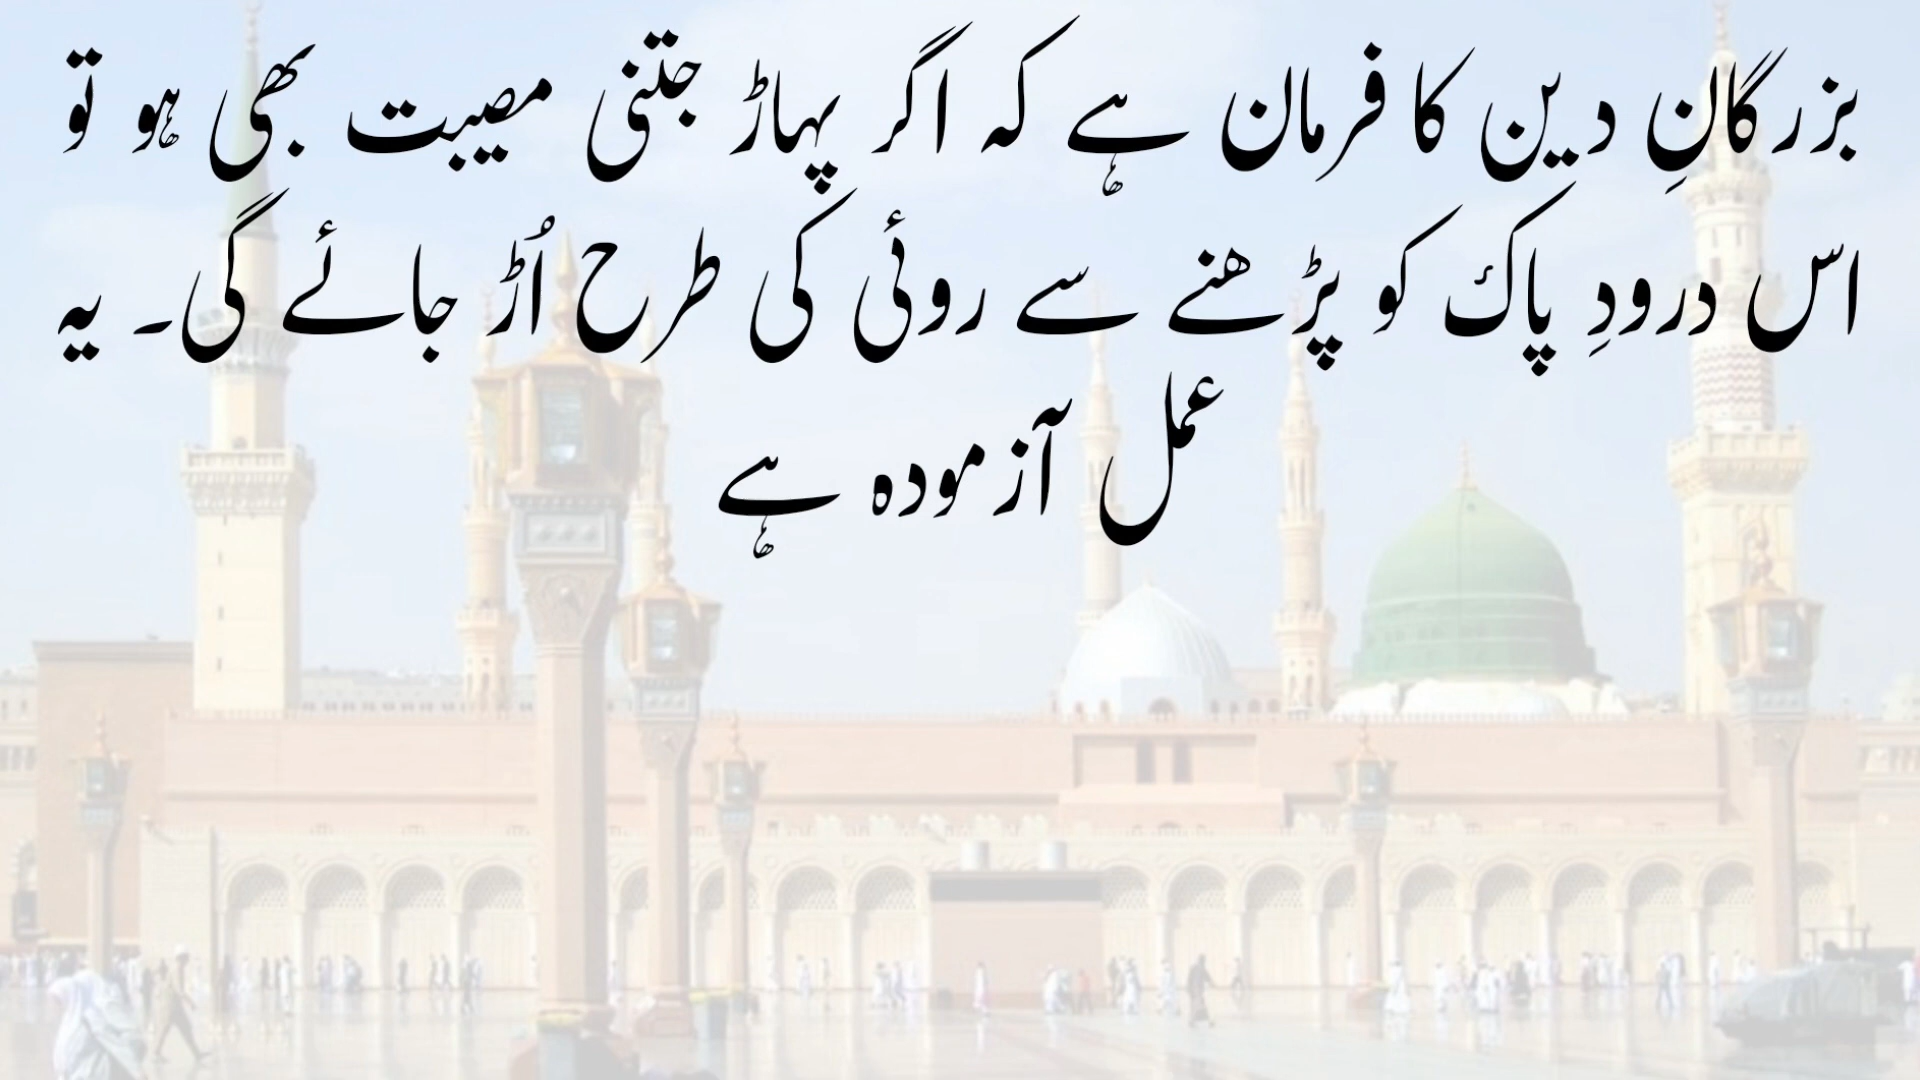 بزرگانِ دین کا فرمان ہے کہ اگر پہاڑ جتنی مصیبت بھی ہو تو
اس درودِ پاک کو پڑھنے سے روئی کی طرح اُڑ جائے گی۔ یہ
عمل آزمودہ ہے